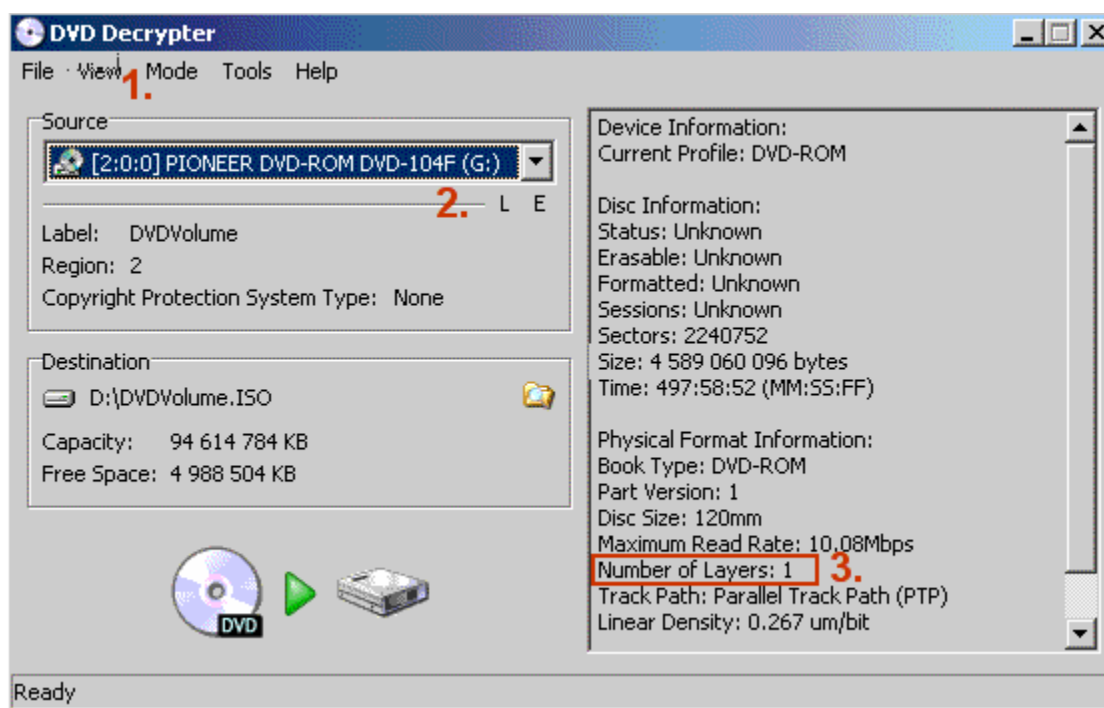 DVD Decrypter
File View Mode Tools Help
1.
Source
[2:0:0] PIONEER DVD-ROM DVD-104F (G:)
2.
L E
Label: DVDVolume
Region: 2
Copyright Protection System Type: None
Destination
D:\DVDVolume.ISO
Capacity: 94 614 784 KB
Free Space: 4 988 504 KB
DVD
Device Information:
Current Profile: DVD-ROM
Disc Information:
Status: Unknown
Erasable: Unknown
Formatted: Unknown
Sessions: Unknown
Sectors: 2240752
Size: 4 589 060 096 bytes
Time: 497:58:52 (MM:SS:FF)
Physical Format Information:
Book Type: DVD-ROM
Part Version: 1
Disc Size: 120mm
Maximum Read Rate: 10.08Mbps
Number of Layers: 1 3.
Track Path: Parallel Track Path (PTP)
Linear Density: 0.267 um/bit
Ready